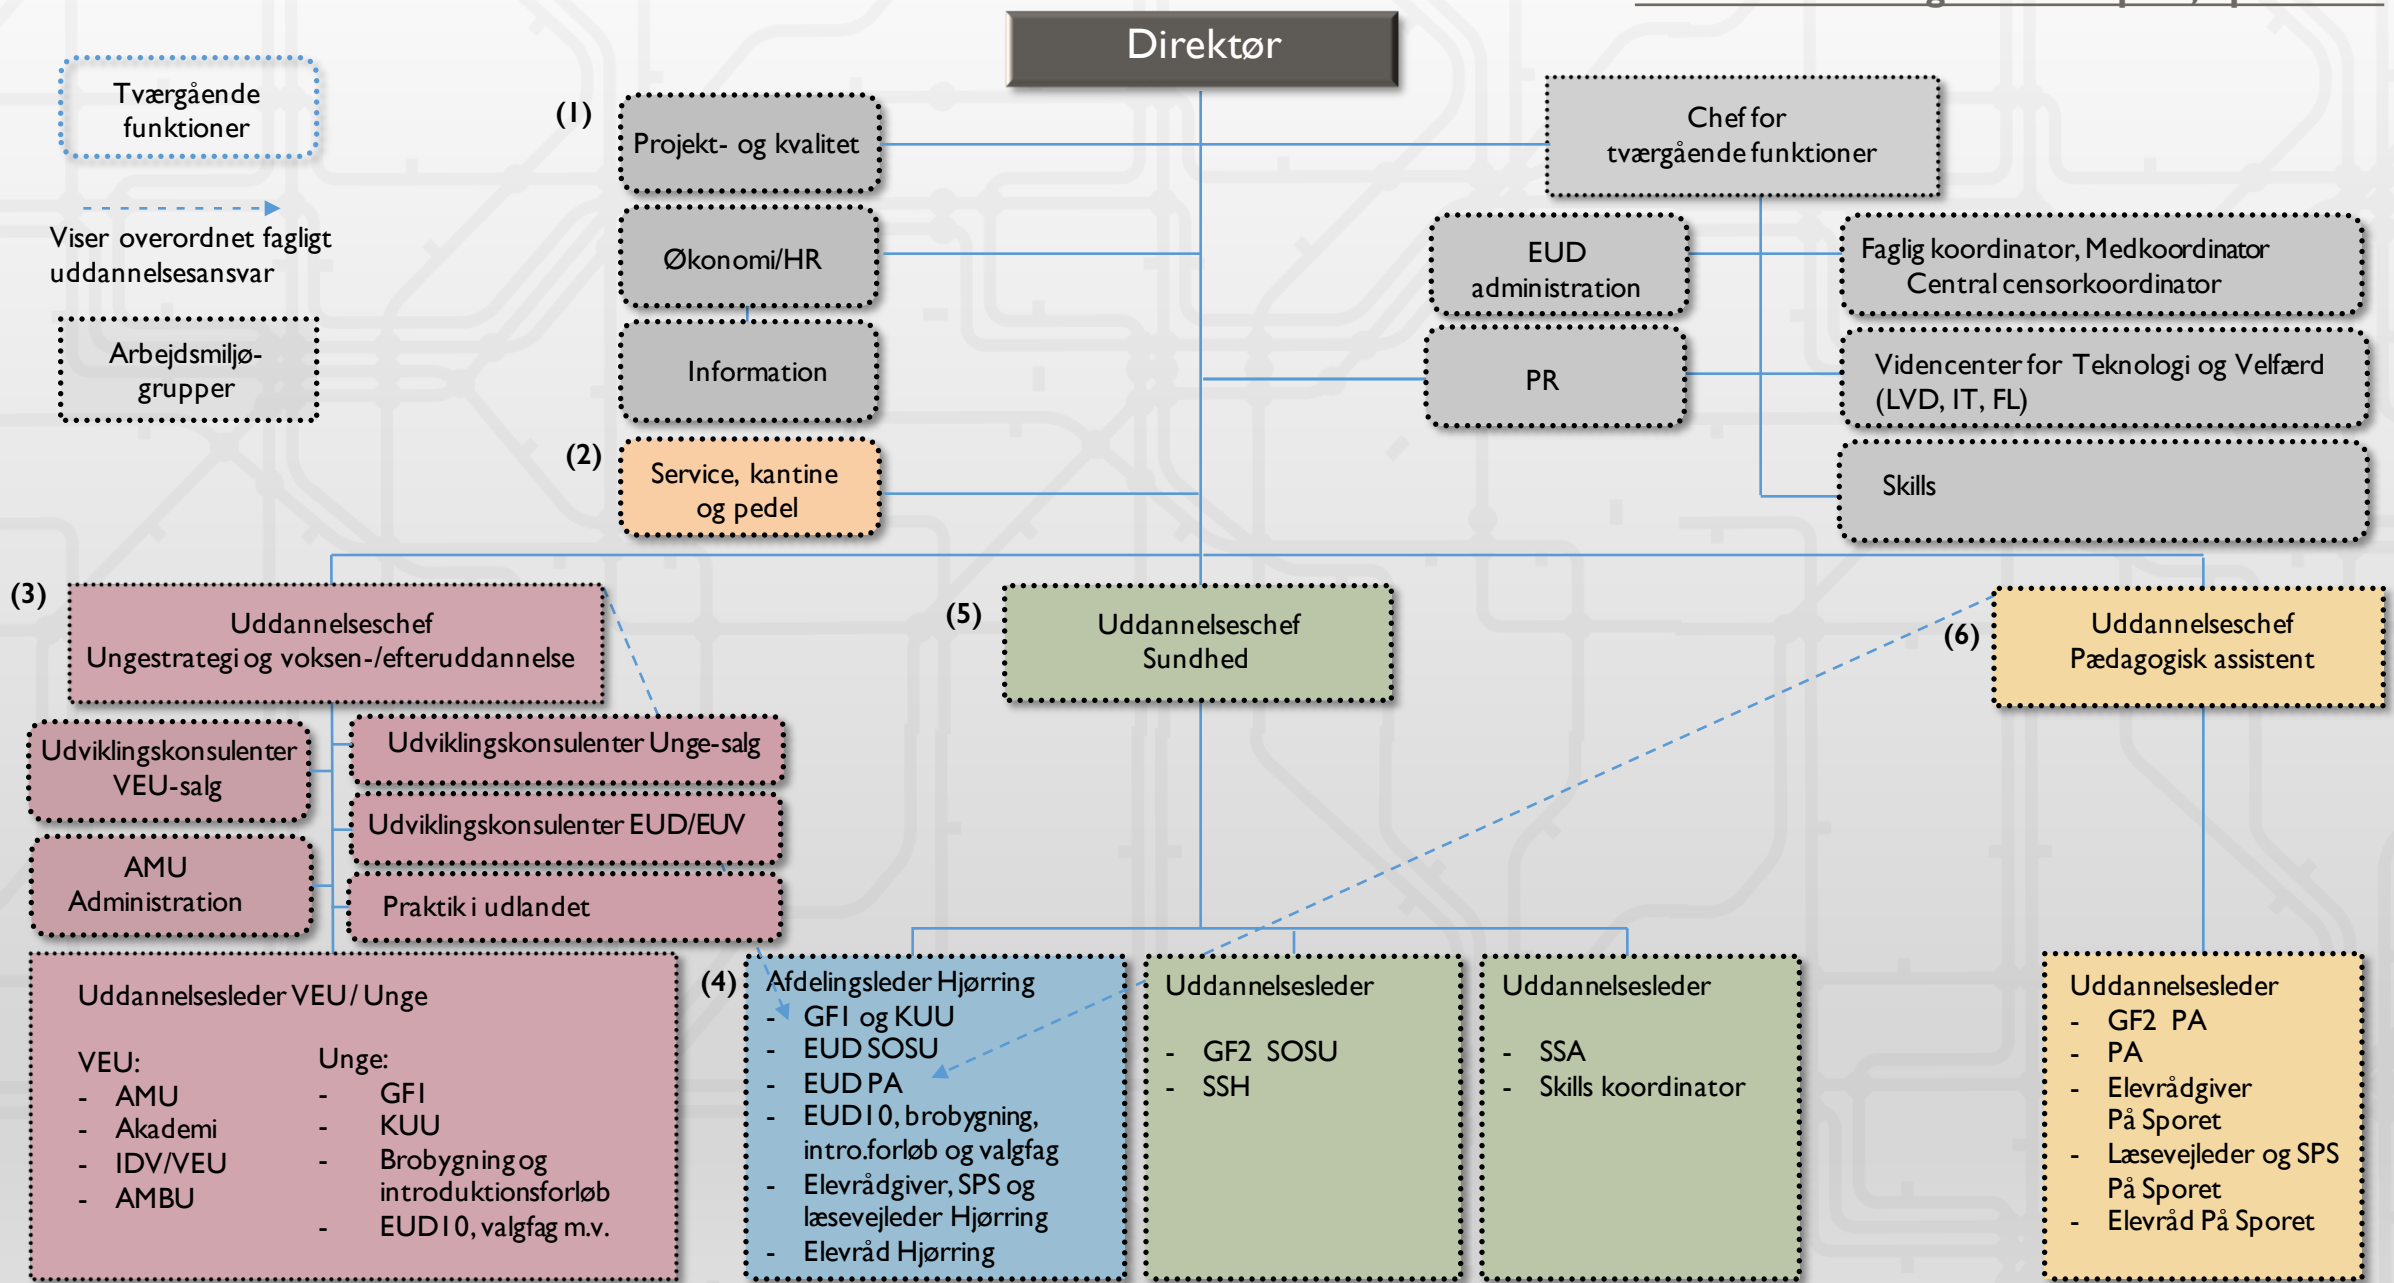 Direktør
Tværgående
funktioner
Viser overordnet fagligt
uddannelsesansvar
Arbejdsmiljø-
grupper
(1)
Projekt- og kvalitet
Økonomi/HR
Information
(2)
Service, kantine
og pedel
Chef for
tværgående funktioner
EUD
administration
Faglig koordinator, Medkoordinator
Central censorkoordinator
PR
Videncenter for Teknologi og Velfærd
(LVD, IT, FL)
Skills
(3)
Uddannelseschef
Ungestrategi og voksen-/efteruddannelse
Udviklingskonsulenter
VEU-salg
Udviklingskonsulenter Unge-salg
Udviklingskonsulenter EUD/EUV
AMU
Administration
Praktik i udlandet
Uddannelsesleder VEU/ Unge
VEU:
- AMU
- Akademi
- IDV/VEU
- AMBU
Unge:
- GF1
- KUU
- Brobygning og
introduktionsforløb
- EUD10, valgfag m.v.
(5)
Uddannelseschef
Sundhed
(4)
Afdelingsleder Hjørring
- GF1 og KUU
- EUD SOSU
- EUD PA
- EUD10, brobygning,
intro.forløb og valgfag
- Elevrådgiver, SPS og
læsevejleder Hjørring
- Elevråd Hjørring
Uddannelsesleder
- GF2 SOSU
- SSH
Uddannelsesleder
- SSA
- Skills koordinator
(6)
Uddannelseschef
Pædagogisk assistent
Uddannelsesleder
- GF2 PA
- PA
- Elevrådgiver
På Sporet
- Læsevejleder og SPS
På Sporet
- Elevråd På Sporet